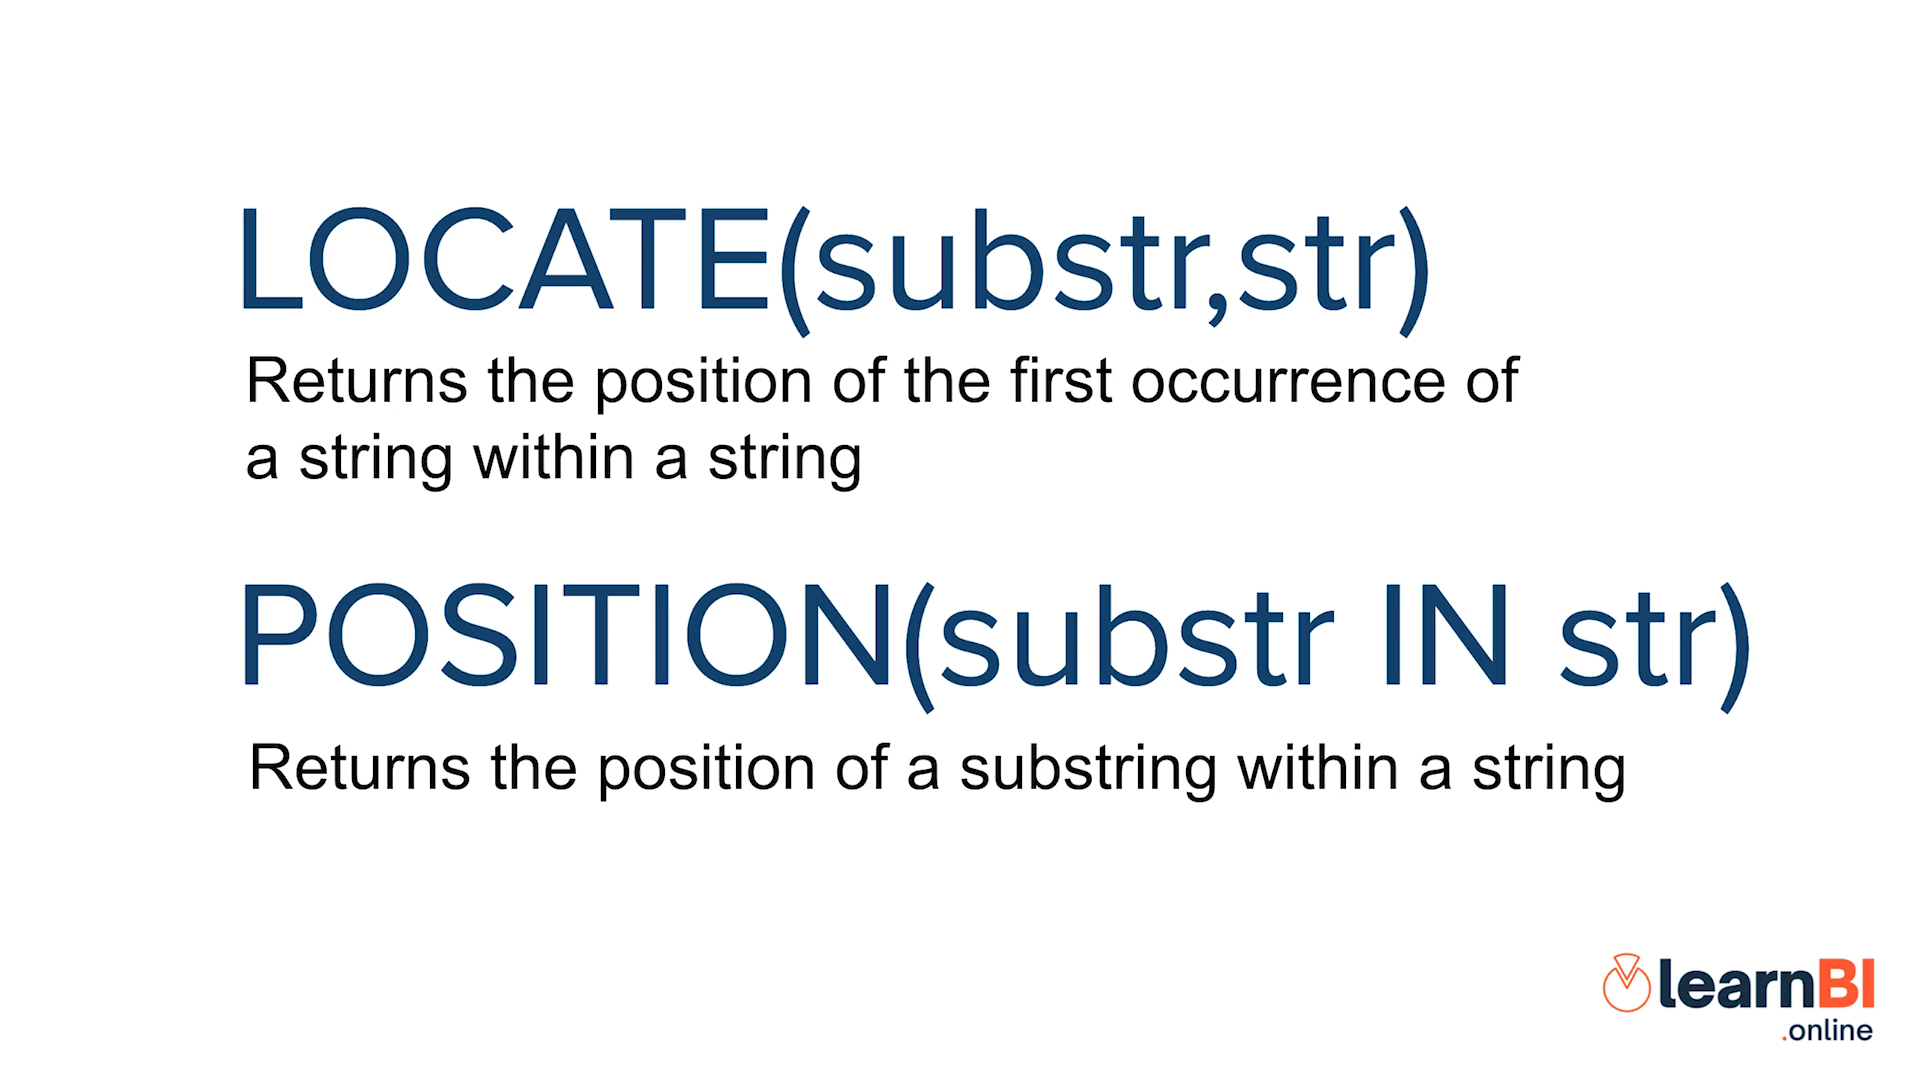 LOCATE(substr,str)
Returns the position of the first occurrence of
a string within a string
POSITION(substr IN str)
Returns the position of a substring within a string
learnBI
.online